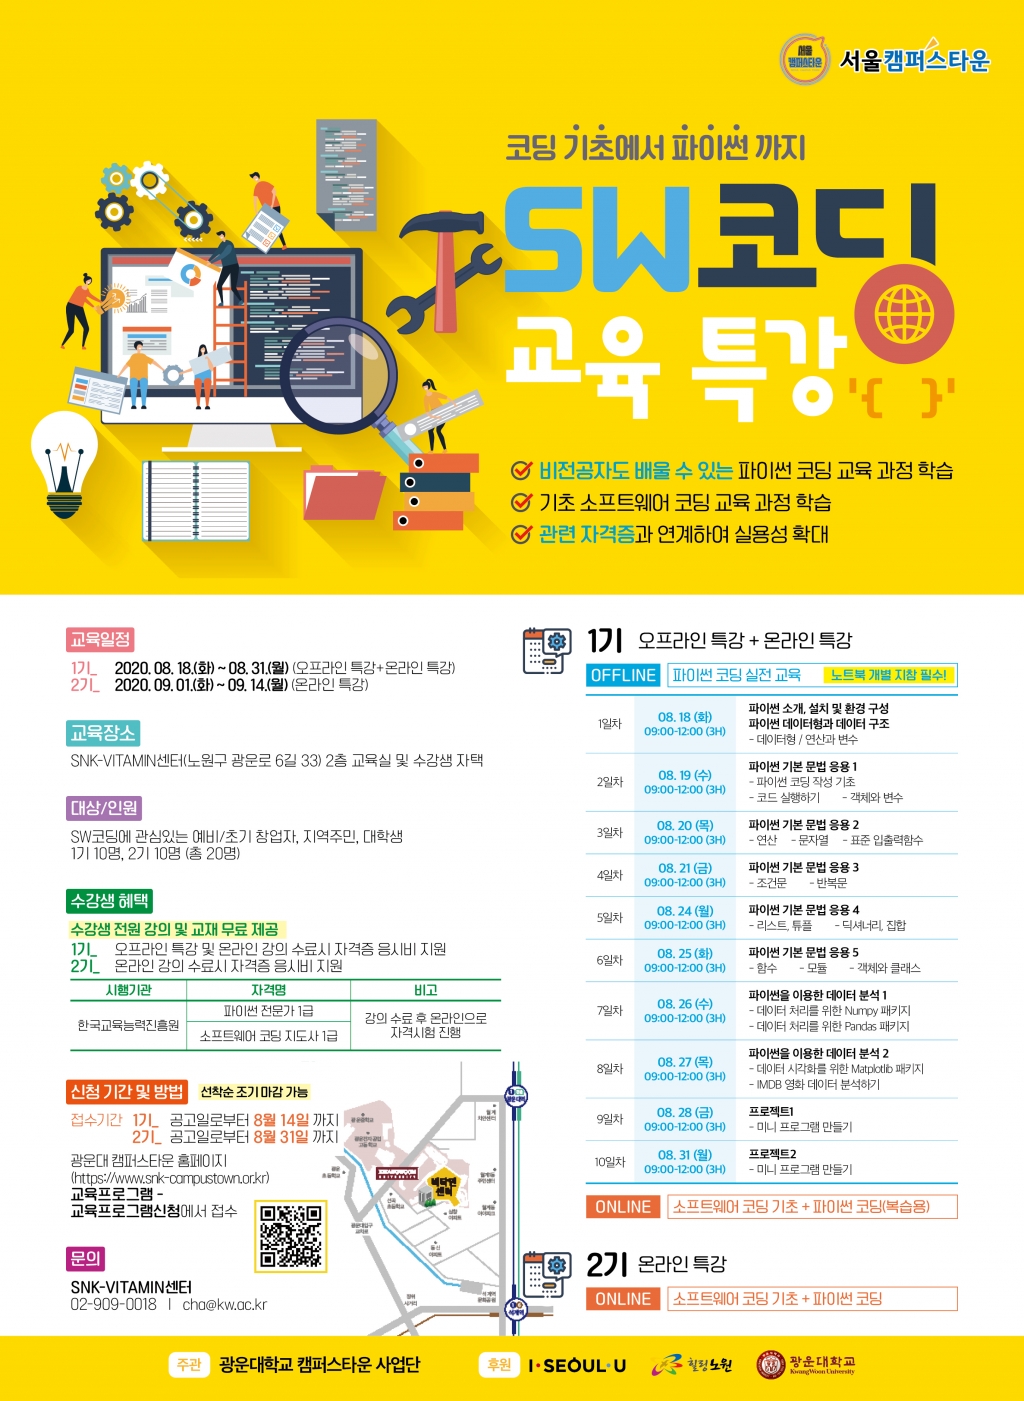 서울
캠퍼스타운
서울캠퍼스타운
코딩 기초에서 파이썬 까지
SW코딩
교육 특강
'{ }'
비전공자도 배울 수 있는 파이썬 코딩 교육 과정 학습
기초 소프트웨어 코딩 교육 과정 학습
관련 자격증과 연계하여 실용성 확대
교육일정
1기_ 2020. 08. 18.(화) ~ 08. 31.(월) (오프라인 특강+온라인 특강)
2기_ 2020. 09. 01.(화) ~ 09. 14.(월) (온라인 특강)
교육장소
SNK-VITAMIN센터(노원구 광운로 6길 33) 2층 교육실 및 수강생 자택
대상/인원
SW코딩에 관심있는 예비/초기 창업자, 지역주민, 대학생
1기 10명, 2기 10명 (총 20명)
수강생 혜택
수강생 전원 강의 및 교재 무료 제공
1기_ 오프라인 특강 및 온라인 강의 수료시 자격증 응시비 지원
2기_ 온라인 강의 수료시 자격증 응시비 지원
시행기관 자격명 비고
한국교육능력진흥원 파이썬 전문가 1급
소프트웨어 코딩 지도사 1급
강의 수료 후 온라인으로
자격시험 진행
신청 기간 및 방법 선착순 조기 마감 가능
접수기간 1기_ 공고일로부터 8월 14일 까지
2기_ 공고일로부터 8월 31일 까지
광운대 캠퍼스타운 홈페이지
(https://www.snk-campustown.or.kr)
교육프로그램 -
교육프로그램신청에서 접수
문의
SNK-VITAMIN센터
02-909-0018 | cha@kw.ac.kr
광운대역
비타민
센터
석계역
1기 오프라인 특강 + 온라인 특강
OFFLINE 파이썬 코딩 실전 교육 노트북 개별 지참 필수!
1일차 08. 18 (화) 09:00-12:00 (3H)
파이썬 소개, 설치 및 환경 구성
파이썬 데이터형과 데이터 구조
- 데이터형 / 연산과 변수
2일차 08. 19 (수) 09:00-12:00 (3H)
파이썬 기본 문법 응용 1
- 파이썬 코딩 작성 기초
- 코드 실행하기 - 객체와 변수
3일차 08. 20 (목) 09:00-12:00 (3H)
파이썬 기본 문법 응용 2
- 연산 - 문자열 - 표준 입출력함수
4일차 08. 21 (금) 09:00-12:00 (3H)
파이썬 기본 문법 응용 3
- 조건문 - 반복문
5일차 08. 24 (월) 09:00-12:00 (3H)
파이썬 기본 문법 응용 4
- 리스트, 튜플 - 딕셔너리, 집합
6일차 08. 25 (화) 09:00-12:00 (3H)
파이썬 기본 문법 응용 5
- 함수 - 모듈 - 객체와 클래스
7일차 08. 26 (수) 09:00-12:00 (3H)
파이썬을 이용한 데이터 분석 1
- 데이터 처리를 위한 Numpy 패키지
- 데이터 처리를 위한 Pandas 패키지
8일차 08. 27 (목) 09:00-12:00 (3H)
파이썬을 이용한 데이터 분석 2
- 데이터 시각화를 위한 Matplotlib 패키지
- IMDB 영화 데이터 분석하기
9일차 08. 28 (금) 09:00-12:00 (3H)
프로젝트1
- 미니 프로그램 만들기
10일차 08. 31 (월) 09:00-12:00 (3H)
프로젝트2
- 미니 프로그램 만들기
ONLINE 소프트웨어 코딩 기초 + 파이썬 코딩(복습용)
2기 온라인 특강
ONLINE 소프트웨어 코딩 기초 + 파이썬 코딩
주관 광운대학교 캠퍼스타운 사업단
후원 I·SEOUL·U 힐링노원 광운대학교
KwangWoon University